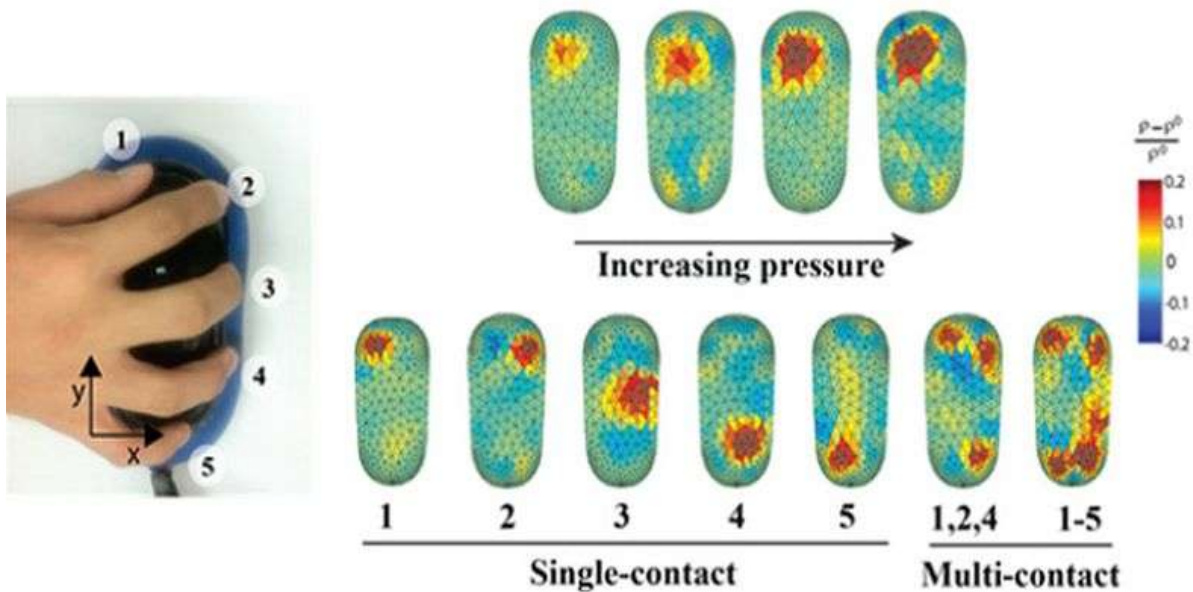 1
2
3
4
5
y
x
Increasing pressure
ρ−ρ⁰
ρ⁰
0.2
0.1
0
-0.1
-0.2
1 2 3 4 5 1,2,4 1-5
Single-contact Multi-contact